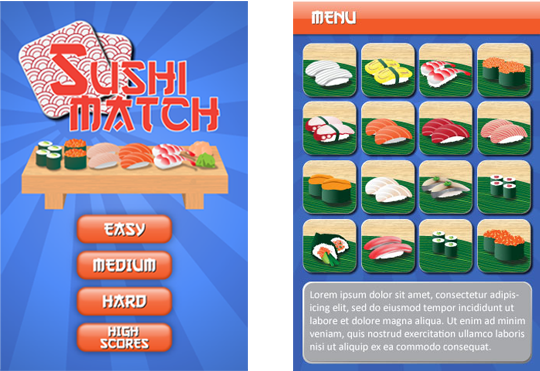 SUSHI
MATCH
EASY
MEDIUM
HARD
HIGH
SCORES
MENU
Lorem ipsum dolor sit amet, consectetur adipis-
icing elit, sed do eiusmod tempor incididunt ut
labore et dolore magna aliqua. Ut enim ad minim
veniam, quis nostrud exercitation ullamco laboris
nisi ut aliquip ex ea commodo consequat.